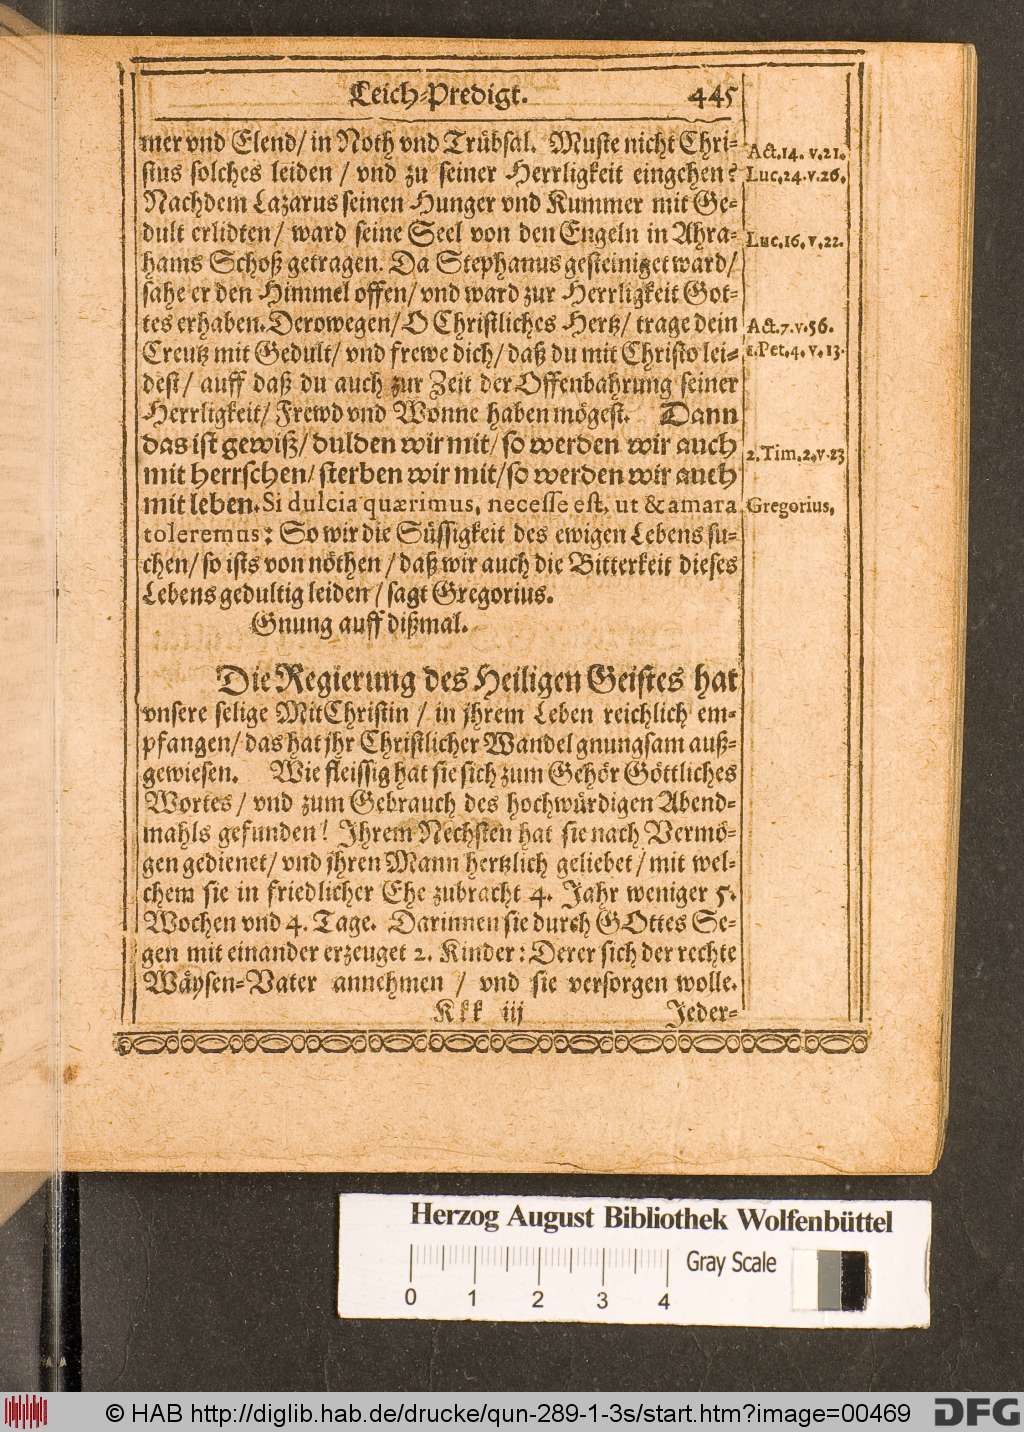 Leich-Predigt. 445
mer vnd Elend/ in Noth vnd Trübsal. Muste nicht Chri-
stus solches leiden / vnd zu seiner Herrligkeit eingehen?
Nachdem Lazarus seinen Hunger vnd Kummer mit Ge-
dult erlidten/ ward seine Seel von den Engeln in Ahra-
hams Schoß getragen. Da Stephanus gesteiniget ward/
sahe er den Himmel offen/ vnd ward zur Herrligkeit Got-
tes erhaben. Derowegen/ O Christliches Hertz/ trage dein
Creutz mit Gedult/ vnd frewe dich/ daß du mit Christo lei-
dest/ auff daß du auch zur Zeit der Offenbahrung seiner
Herrligkeit/ Frewd vnd Wonne haben mögest. Dann
das ist gewiß/ dulden wir mit/ so werden wir auch
mit herrschen/ sterben wir mit/ so werden wir auch
mit leben. Si dulcia quærimus, necesse est, ut & amara
toleremus: So wir die Süssigkeit des ewigen Lebens su-
chen/ so ists von nöthen / daß wir auch die Bitterkeit dieses
Lebens gedultig leiden / sagt Gregorius.
Gnung auff dißmal.
Die Regierung des Heiligen Geistes hat
vnsere selige MitChristin / in jhrem Leben reichlich em-
pfangen/ das hat jhr Christlicher Wandel gnungsam auß-
gewiesen. Wie fleissig hat sie sich zum Gehör Göttliches
Wortes / vnd zum Gebrauch des hochwürdigen Abend-
mahls gefunden! Jhrem Nechsten hat sie nach Vermö-
gen gedienet/ vnd jhren Mann hertzlich geliebet / mit wel-
chem sie in friedlicher Ehe zubracht 4. Jahr weniger 5.
Wochen vnd 4. Tage. Darinnen sie durch GOttes Se-
gen mit einander erzeuget 2. Kinder: Derer sich der rechte
Wäysen-Vater annehmen / vnd sie versorgen wolle.
Kkk iij Jeder-
Act.14. v.21.
Luc.24.v.26.
Luc.16.v.22.
Act.7.v.56.
1.Pet.4.v.13.
2.Tim.2.v.23
Gregorius,
Herzog August Bibliothek Wolfenbüttel
Gray Scale
0 1 2 3 4
© HAB http://diglib.hab.de/drucke/qun-289-1-3s/start.htm?image=00469
DFG